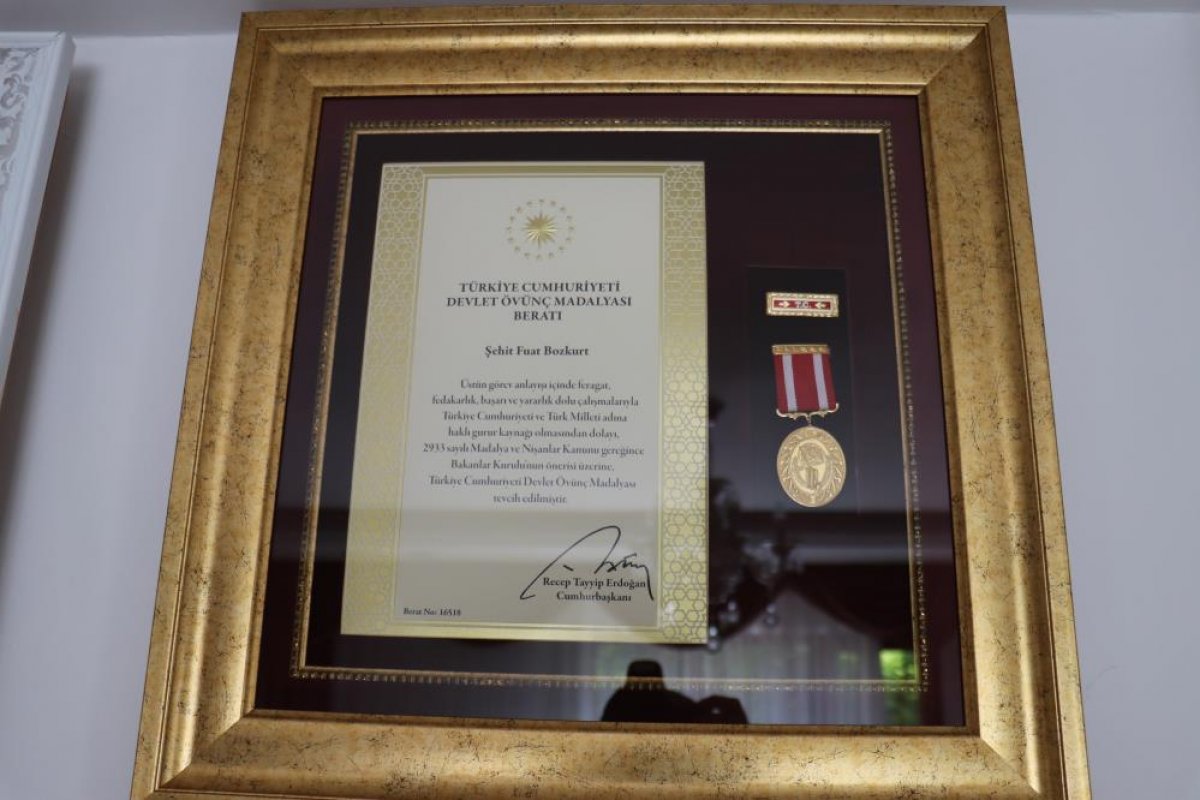 TÜRKİYE CUMHURİYETİ
DEVLET ÖVÜNÇ MADALYASI
BERATI
Şehit Fuat Bozkurt
Üstün görev anlayışı içinde feragat,
fedakarlık, başarı ve yararlık dolu çalışmalarıyla
Türkiye Cumhuriyeti ve Türk Milleti adına
haklı gurur kaynağı olmasından dolayı,
2933 sayılı Madalya ve Nişanlar Kanunu gereğince
Bakanlar Kurulu'nun önerisi üzerine,
Türkiye Cumhuriyeti Devlet Övünç Madalyası
tevcih edilmiştir.
Recep Tayyip Erdoğan
Cumhurbaşkanı
Berat No: 16518
T.C.